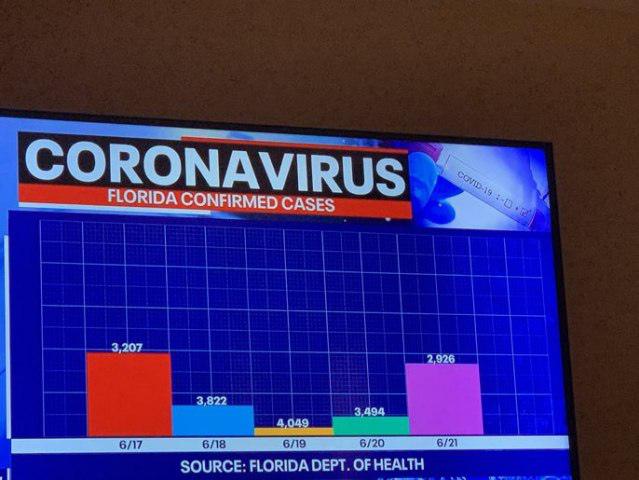 CORONAVIRUS
FLORIDA CONFIRMED CASES
COVID-19
3,207
3,822
4,049
3,494
2,926
6/17 6/18 6/19 6/20 6/21
SOURCE: FLORIDA DEPT. OF HEALTH